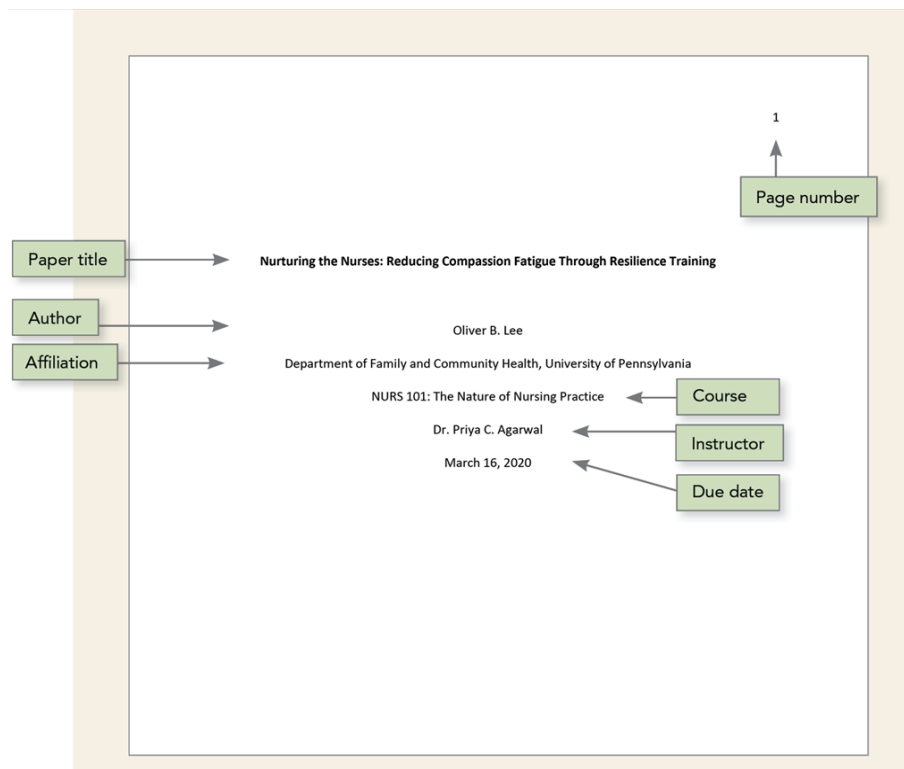 1
Page number
Paper title
Nurturing the Nurses: Reducing Compassion Fatigue Through Resilience Training
Author
Oliver B. Lee
Affiliation
Department of Family and Community Health, University of Pennsylvania
NURS 101: The Nature of Nursing Practice
Course
Dr. Priya C. Agarwal
Instructor
March 16, 2020
Due date